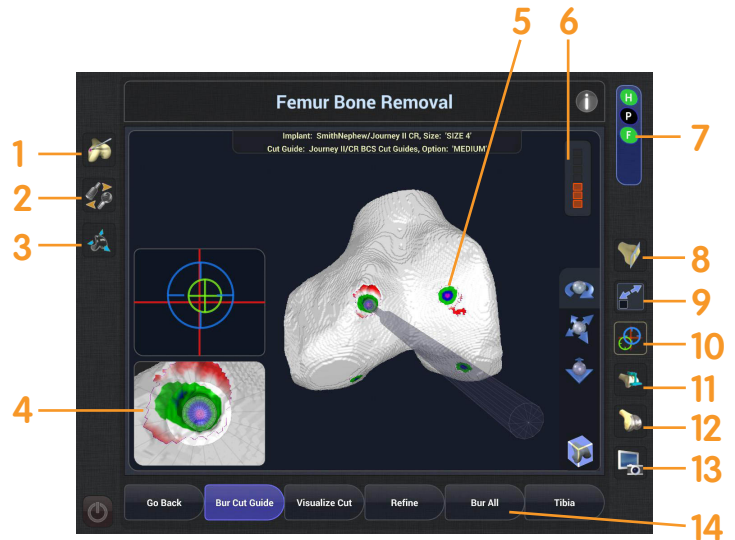 5
6
Femur Bone Removal
i
H
P
F
Implant: SmithNephew/Journey II CR, Size: 'SIZE 4'
Cut Guide: Journey II/CR BCS Cut Guides, Option: 'MEDIUM'
7
1
2
3
8
9
10
11
4
12
13
Go Back
Bur Cut Guide
Visualize Cut
Refine
Bur All
Tibia
14